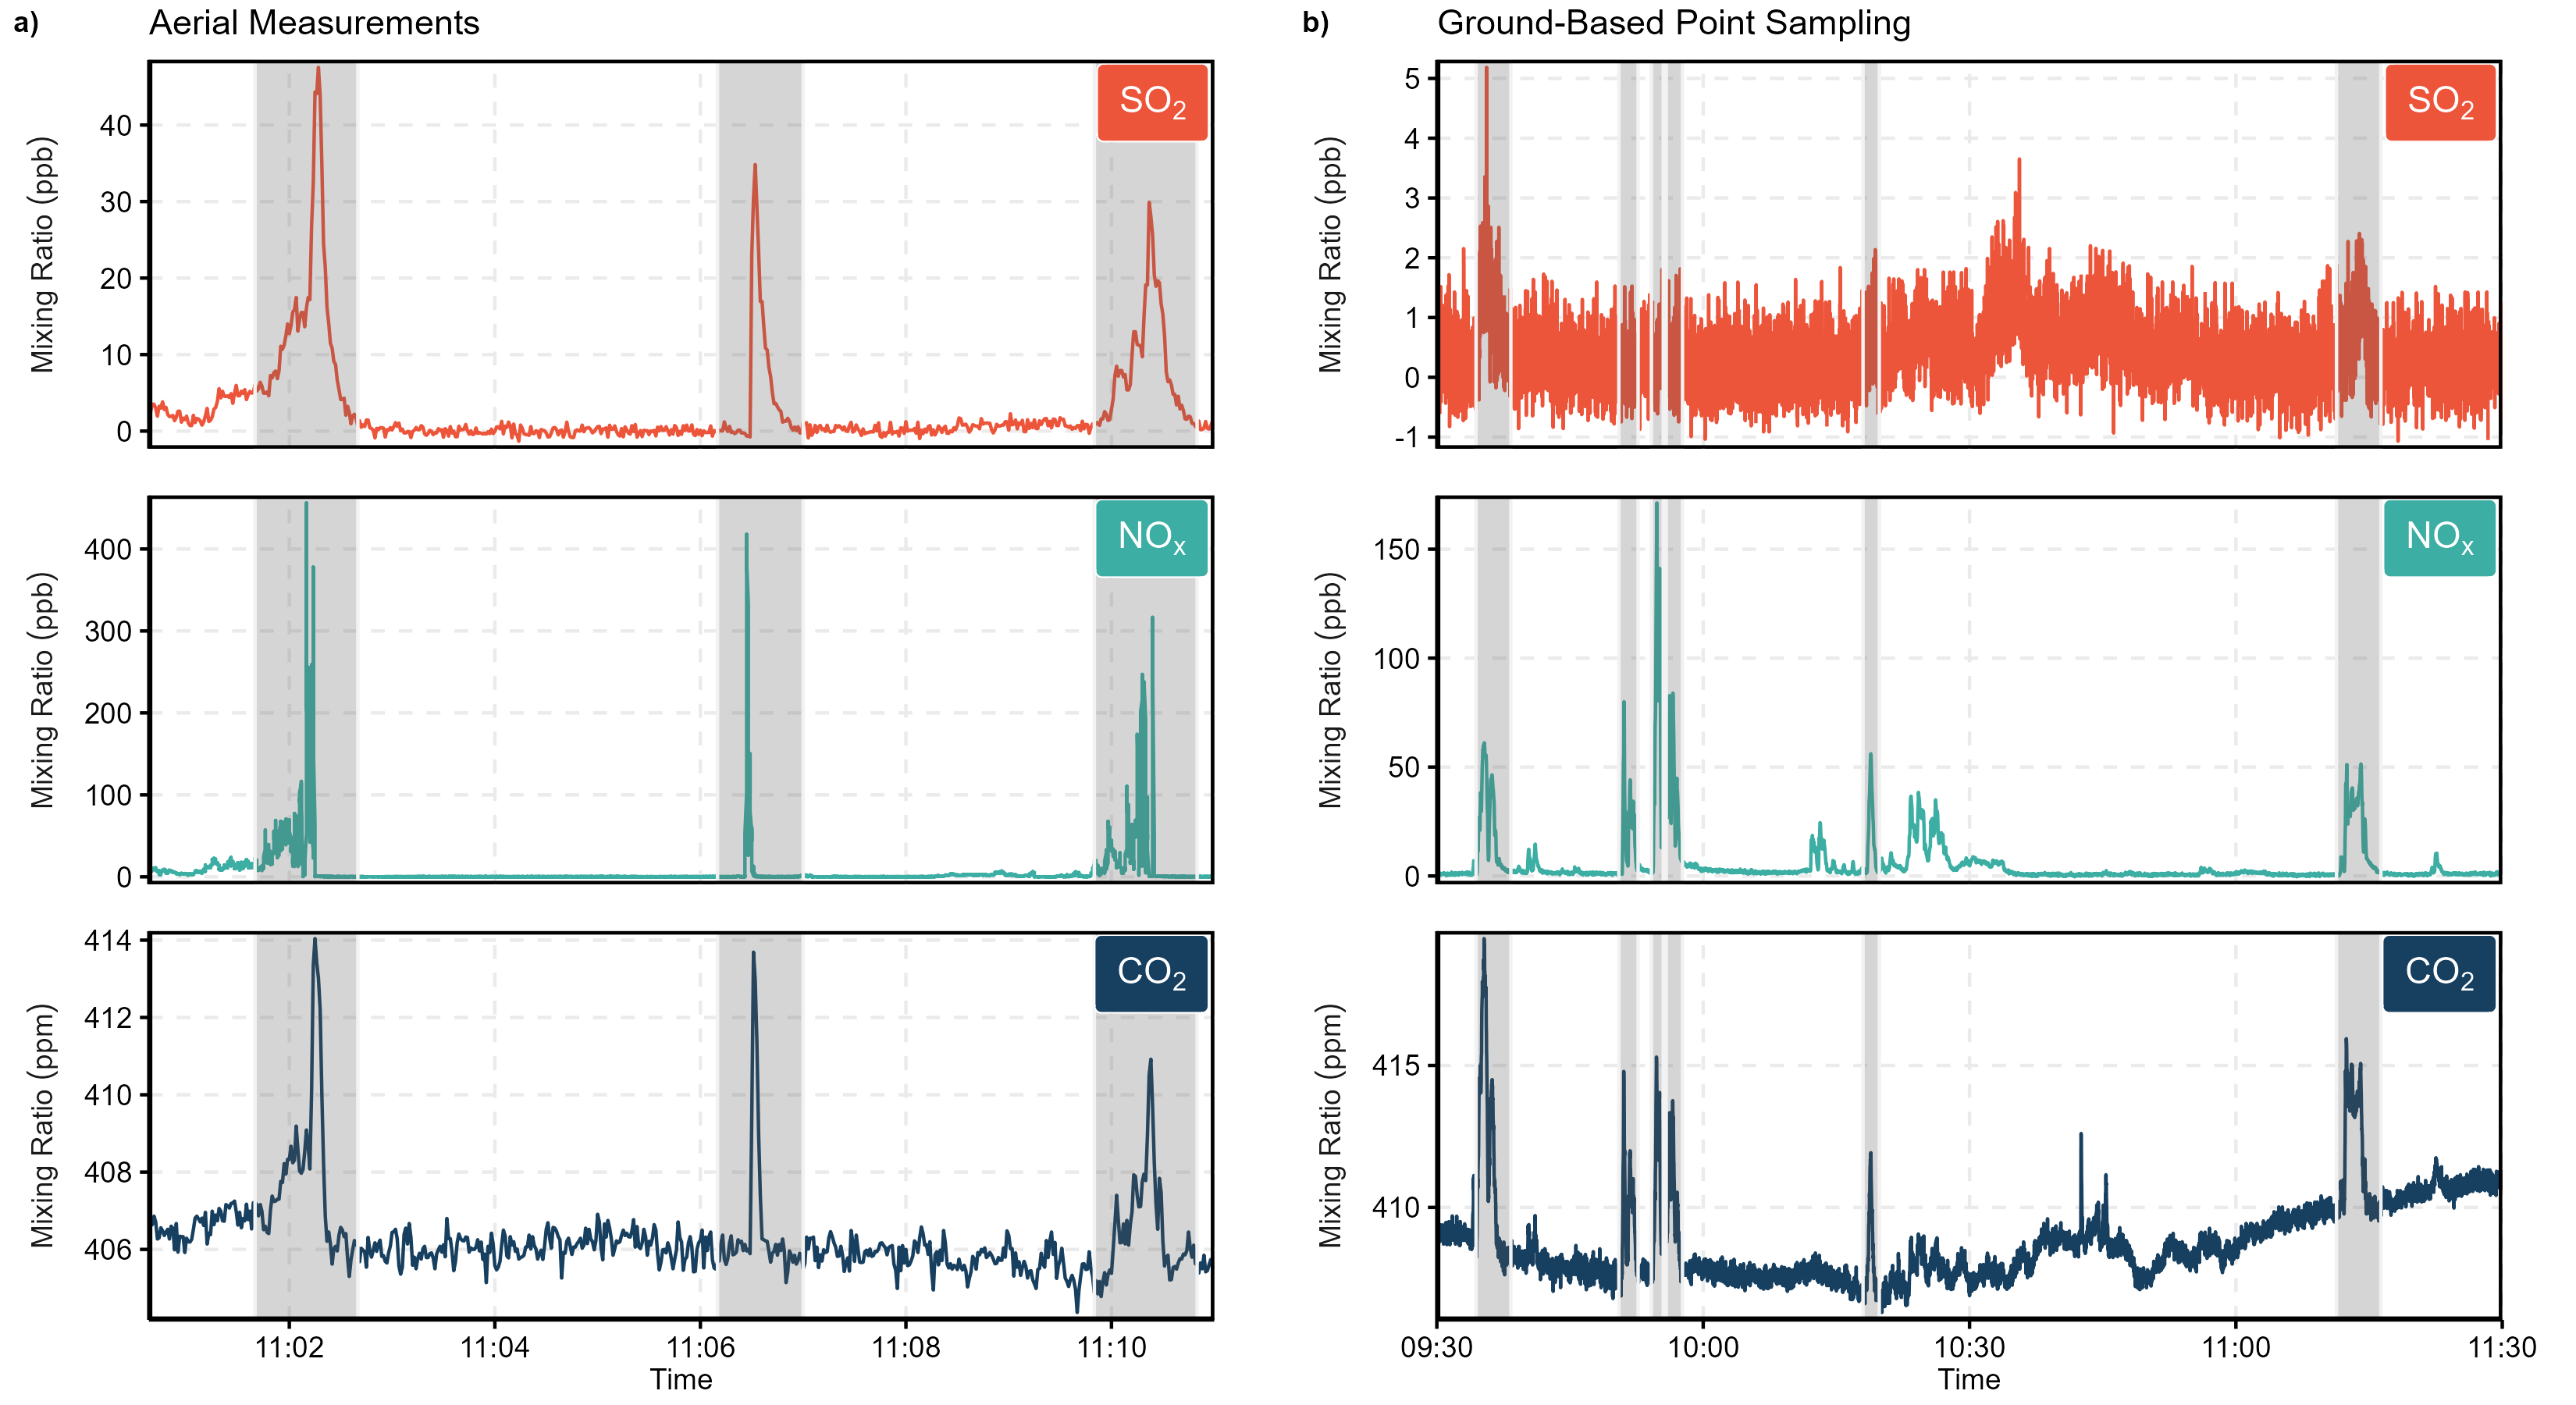 a) Aerial Measurements
Mixing Ratio (ppb)
40
30
20
10
0
SO₂
Mixing Ratio (ppb)
400
300
200
100
0
NOₓ
Mixing Ratio (ppm)
414
412
410
408
406
CO₂
11:02 11:04 11:06 11:08 11:10
Time
b) Ground-Based Point Sampling
Mixing Ratio (ppb)
5
4
3
2
1
0
-1
SO₂
Mixing Ratio (ppb)
150
100
50
0
NOₓ
Mixing Ratio (ppm)
415
410
CO₂
09:30 10:00 10:30 11:00 11:30
Time